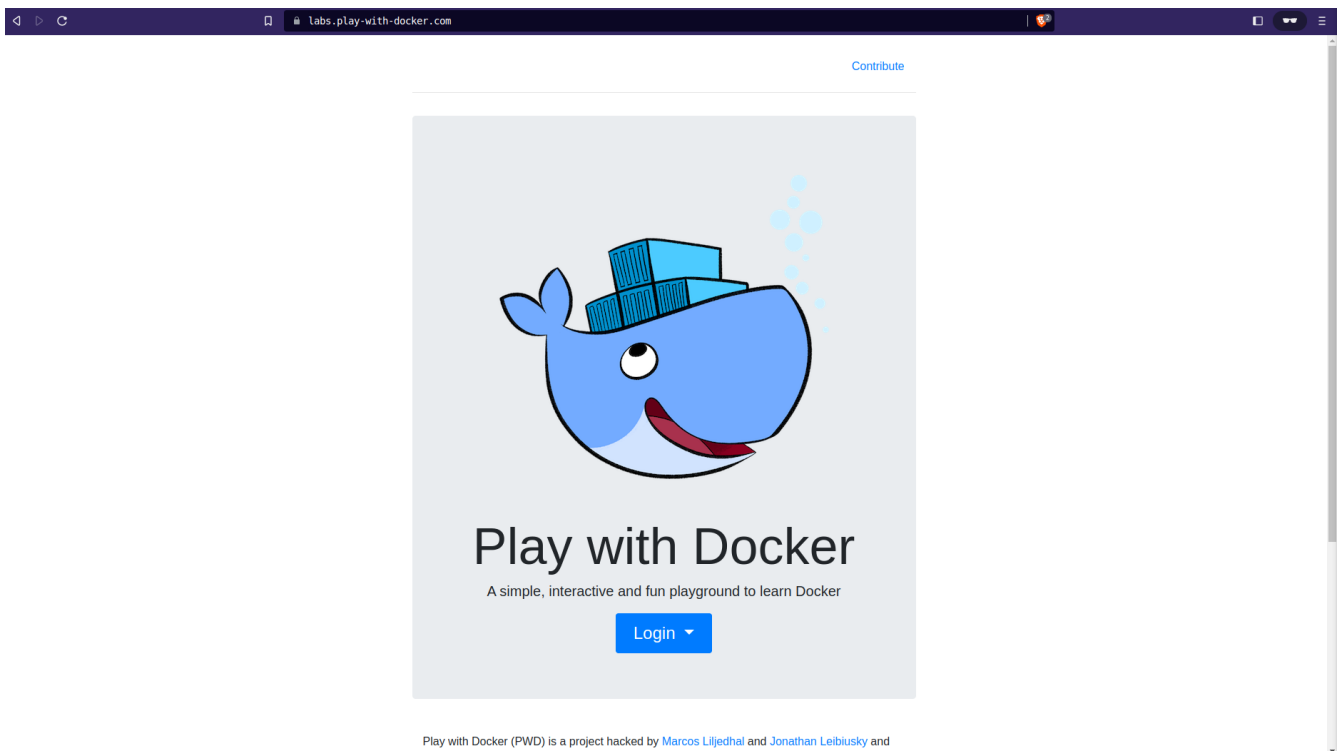 labs.play-with-docker.com
2
Contribute
Play with Docker
A simple, interactive and fun playground to learn Docker
Login
Play with Docker (PWD) is a project hacked by Marcos Liljedhal and Jonathan Leibiusky and